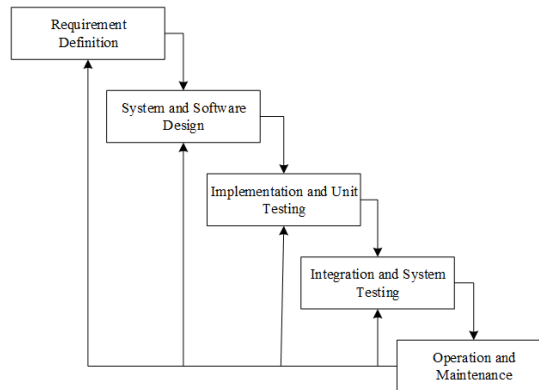 Requirement
Definition
System and Software
Design
Implementation and Unit
Testing
Integration and System
Testing
Operation and
Maintenance